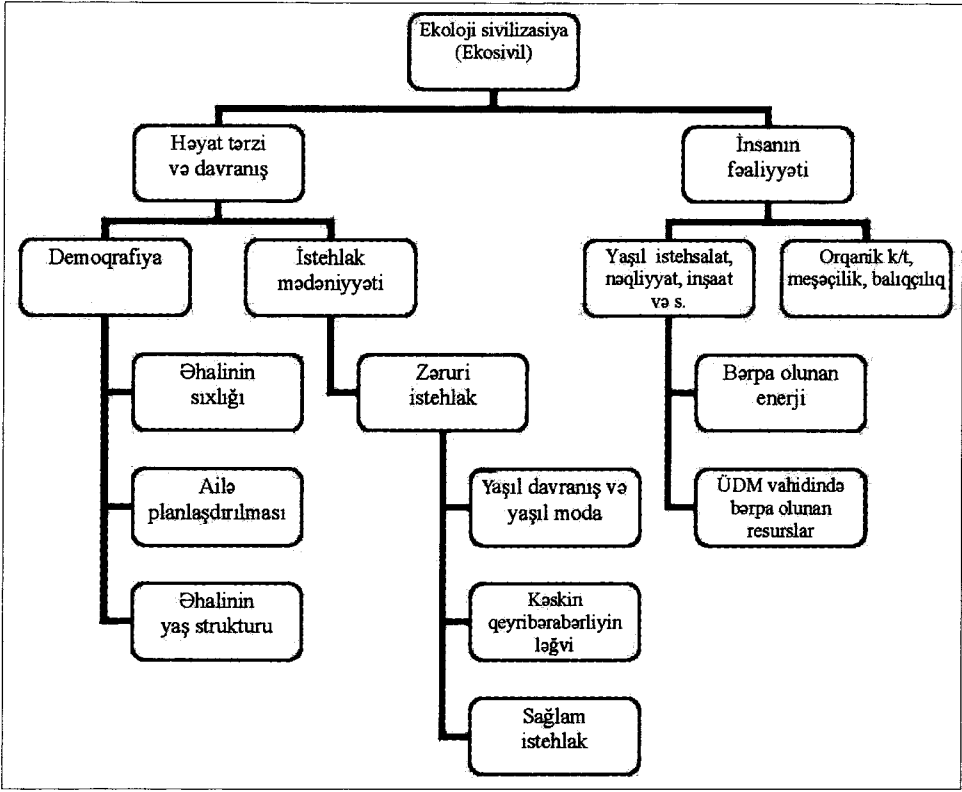 Ekoloji sivilizasiya
(Ekosivil)
Həyat tərzi
və davranış
İnsanın
fəaliyyəti
Demoqrafiya
İstehlak
mədəniyyəti
Yaşıl istehsalat,
nəqliyyat, inşaat
və s.
Orqanik k/t,
meşəçilik, balıqçılıq
Əhalinin
sıxlığı
Zəruri
istehlak
Bərpa olunan
enerji
Ailə
planlaşdırılması
Yaşıl davranış və
yaşıl moda
ÜDM vahidində
bərpa olunan
resurslar
Əhalinin
yaş strukturu
Kəskin
qeyribərabərliyin
ləğvi
Sağlam
istehlak